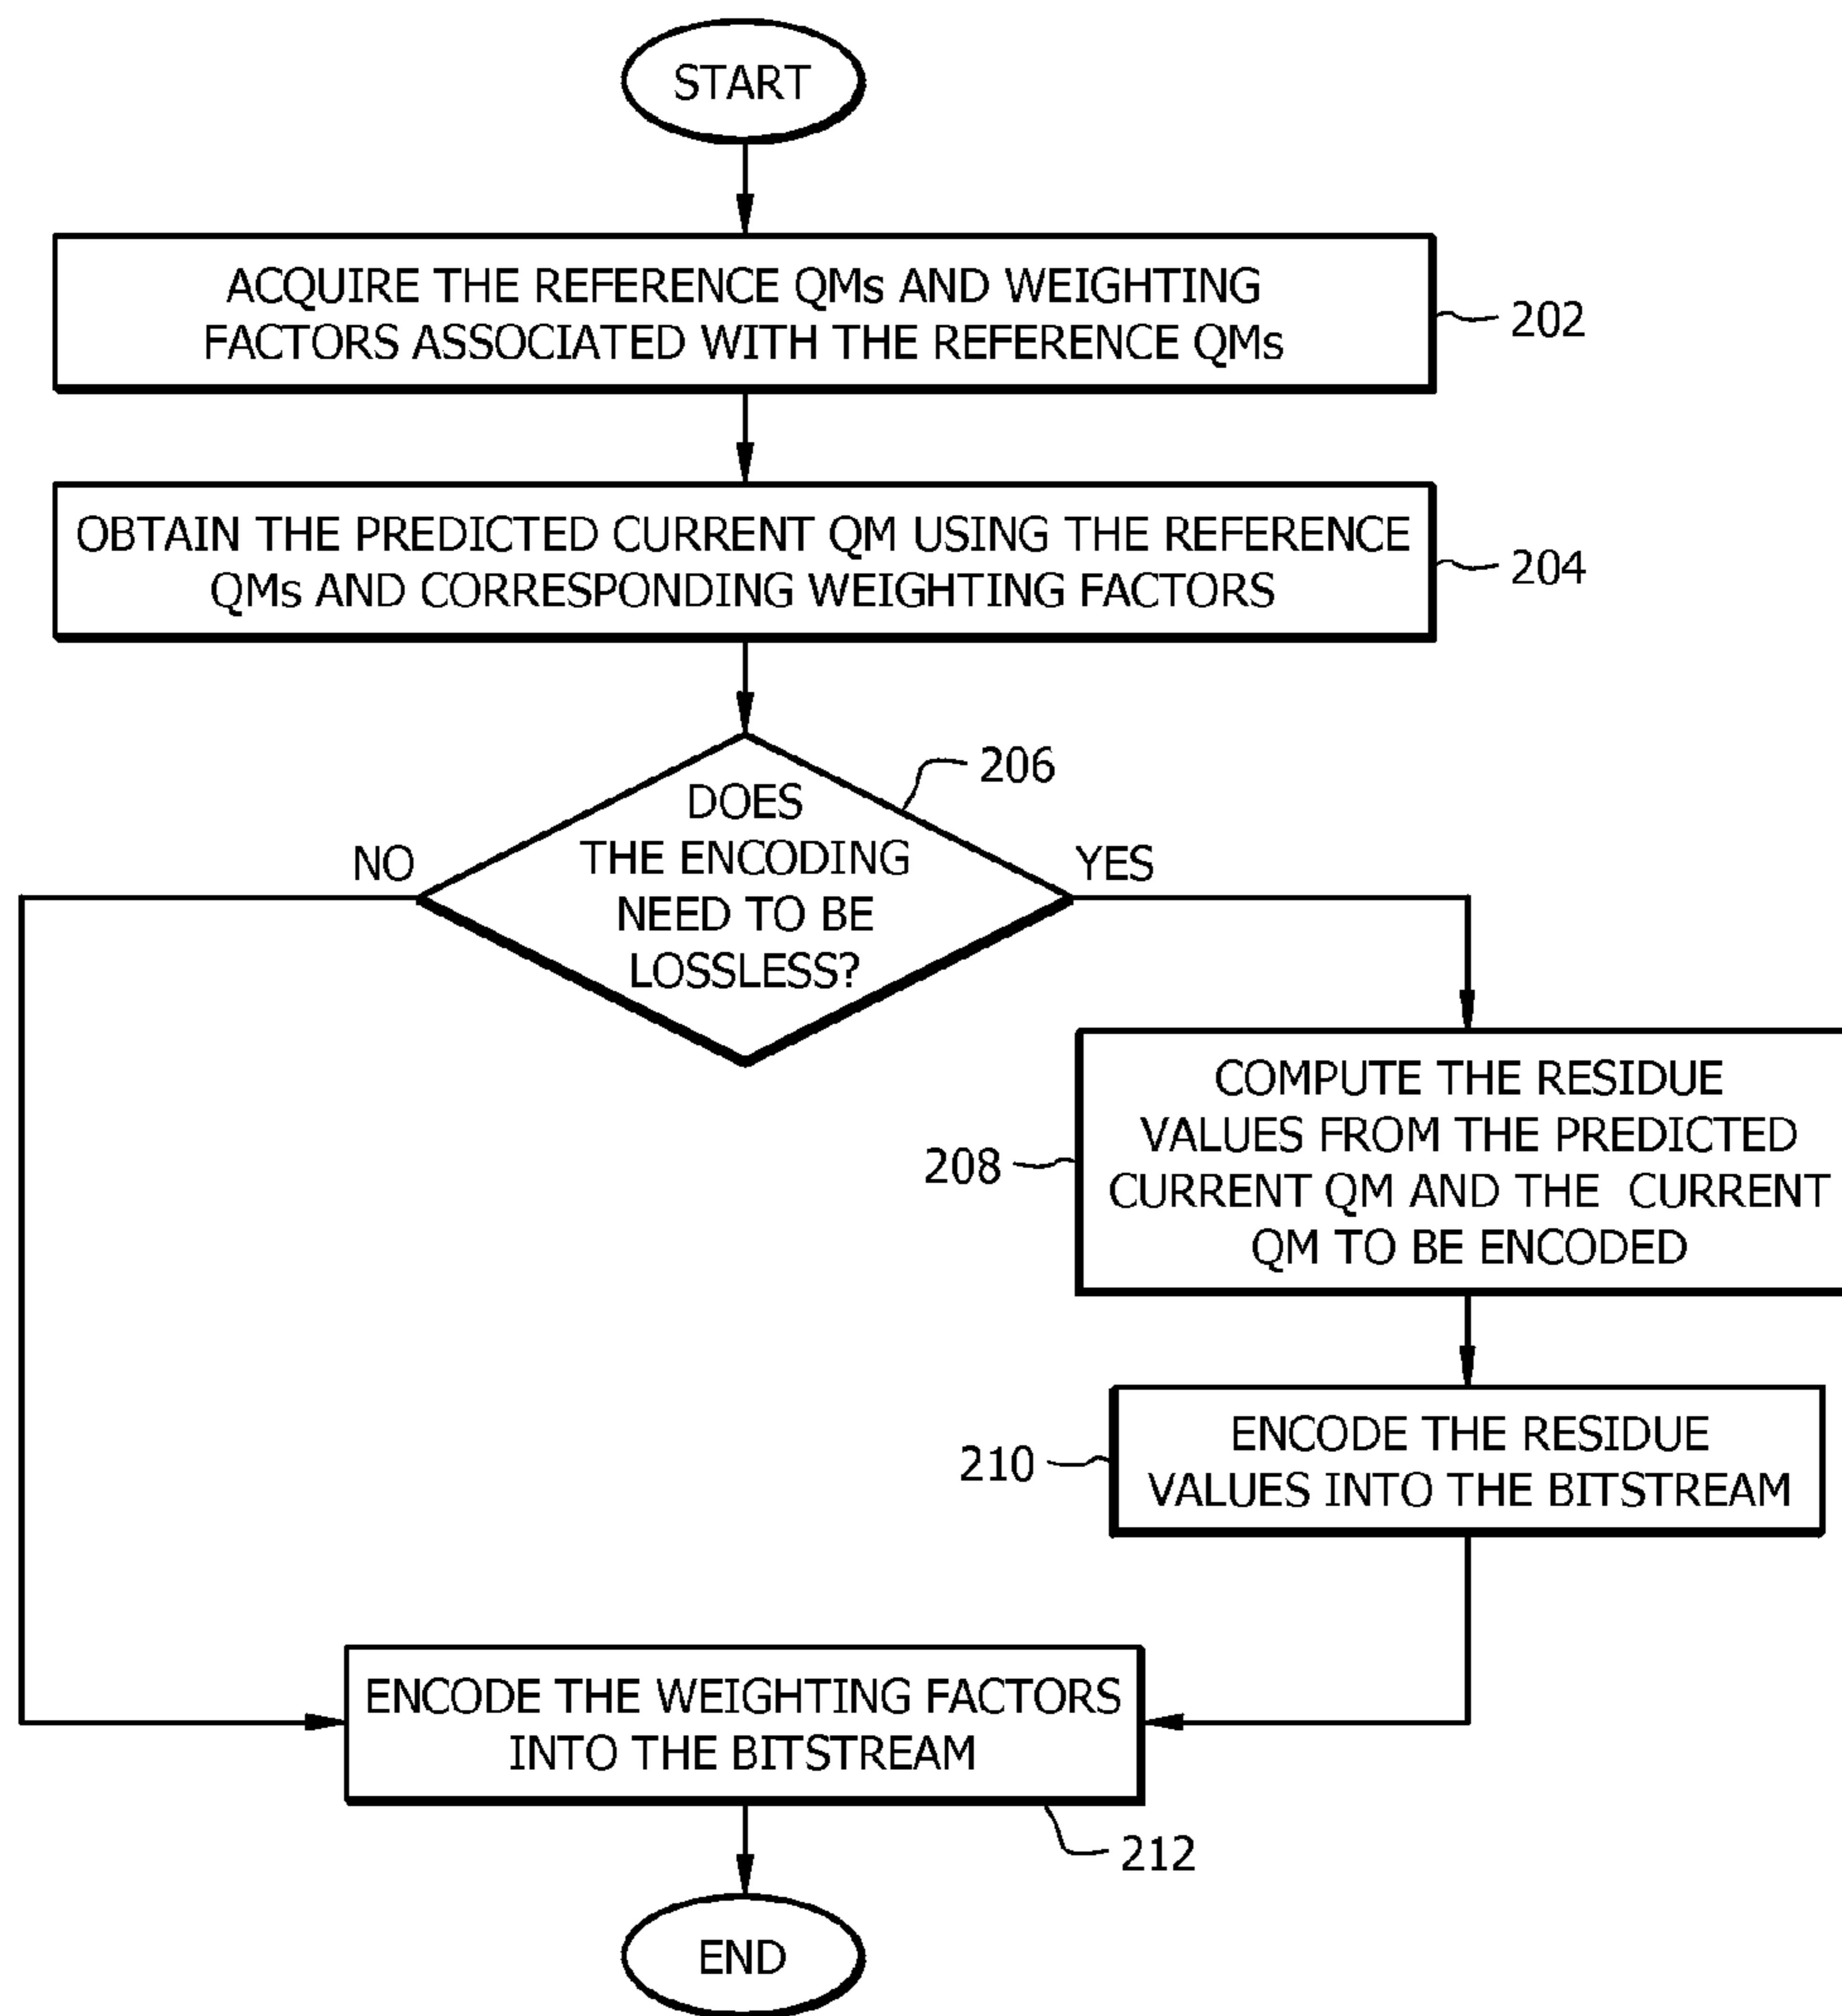 START
ACQUIRE THE REFERENCE QMs AND WEIGHTING
FACTORS ASSOCIATED WITH THE REFERENCE QMs
202
OBTAIN THE PREDICTED CURRENT QM USING THE REFERENCE
QMs AND CORRESPONDING WEIGHTING FACTORS
204
206
DOES
THE ENCODING
NEED TO BE
LOSSLESS?
NO
YES
COMPUTE THE RESIDUE
VALUES FROM THE PREDICTED
CURRENT QM AND THE CURRENT
QM TO BE ENCODED
208
ENCODE THE RESIDUE
VALUES INTO THE BITSTREAM
210
ENCODE THE WEIGHTING FACTORS
INTO THE BITSTREAM
212
END